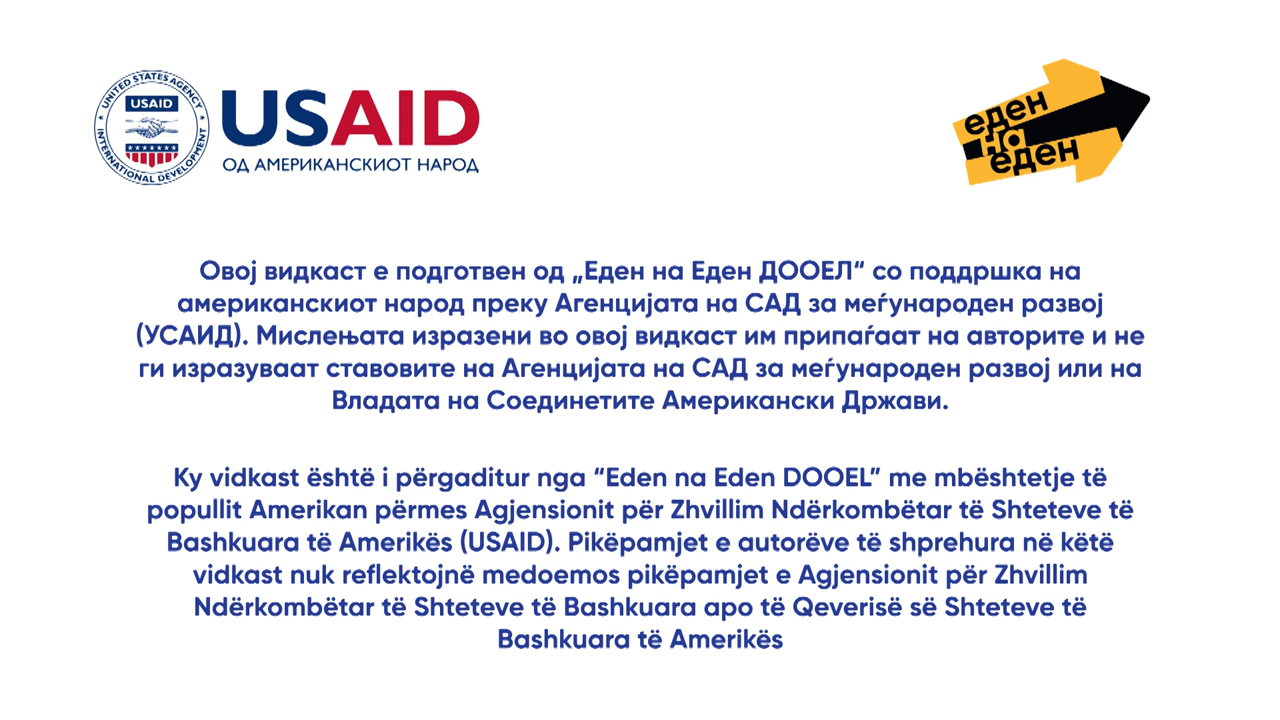 UNITED STATES AGENCY
USAID
INTERNATIONAL DEVELOPMENT
USAID
ОД АМЕРИКАНСКИОТ НАРОД
еден
на
еден
Овој видкаст е подготвен од „Еден на Еден ДООЕЛ“ со поддршка на
американскиот народ преку Агенцијата на САД за меѓународен развој
(УСАИД). Мислењата изразени во овој видкаст им припаѓаат на авторите и не
ги изразуваат ставовите на Агенцијата на САД за меѓународен развој или на
Владата на Соединетите Американски Држави.
Ky vidkast është i përgaditur nga “Eden na Eden DOOEL” me mbështetje të
popullit Amerikan përmes Agjensionit për Zhvillim Ndërkombëtar të Shteteve të
Bashkuara të Amerikës (USAID). Pikëpamjet e autorëve të shprehura në këtë
vidkast nuk reflektojnë medoemos pikëpamjet e Agjensionit për Zhvillim
Ndërkombëtar të Shteteve të Bashkuara apo të Qeverisë së Shteteve të
Bashkuara të Amerikës